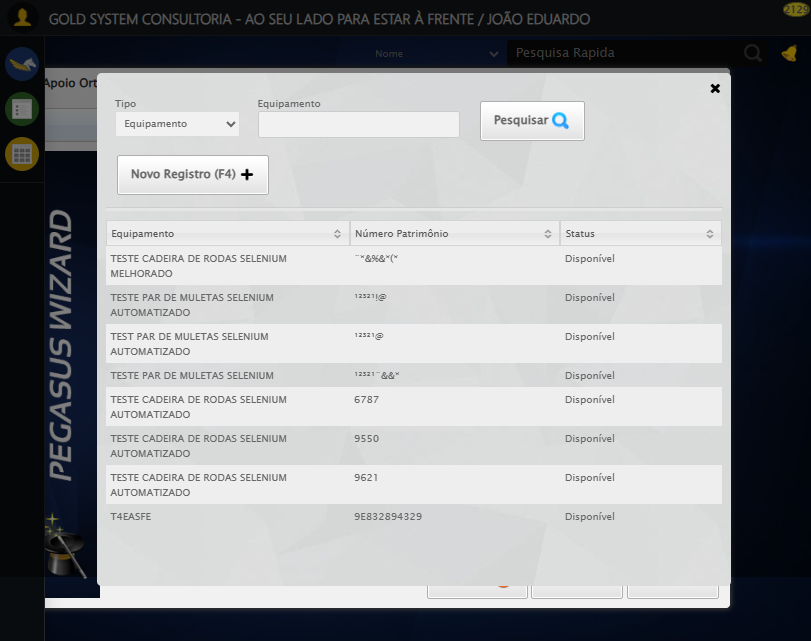 GOLD SYSTEM CONSULTORIA - AO SEU LADO PARA ESTAR À FRENTE / JOÃO EDUARDO
2129
Nome
Pesquisa Rapida
Apoio Ort
Tipo
Equipamento
Equipamento
Pesquisar
Novo Registro (F4)
Equipamento Número Patrimônio Status
TESTE CADEIRA DE RODAS SELENIUM ¨*&%&*(* Disponível
MELHORADO
TESTE PAR DE MULETAS SELENIUM ¹²³²¹!@ Disponível
AUTOMATIZADO
TEST PAR DE MULETAS SELENIUM ¹²³²¹@ Disponível
AUTOMATIZADO
TESTE PAR DE MULETAS SELENIUM ¹²³²¹¨&&* Disponível
TESTE CADEIRA DE RODAS SELENIUM 6787 Disponível
AUTOMATIZADO
TESTE CADEIRA DE RODAS SELENIUM 9550 Disponível
AUTOMATIZADO
TESTE CADEIRA DE RODAS SELENIUM 9621 Disponível
AUTOMATIZADO
T4EASFE 9E832894329 Disponível
PEGASUS WIZARD